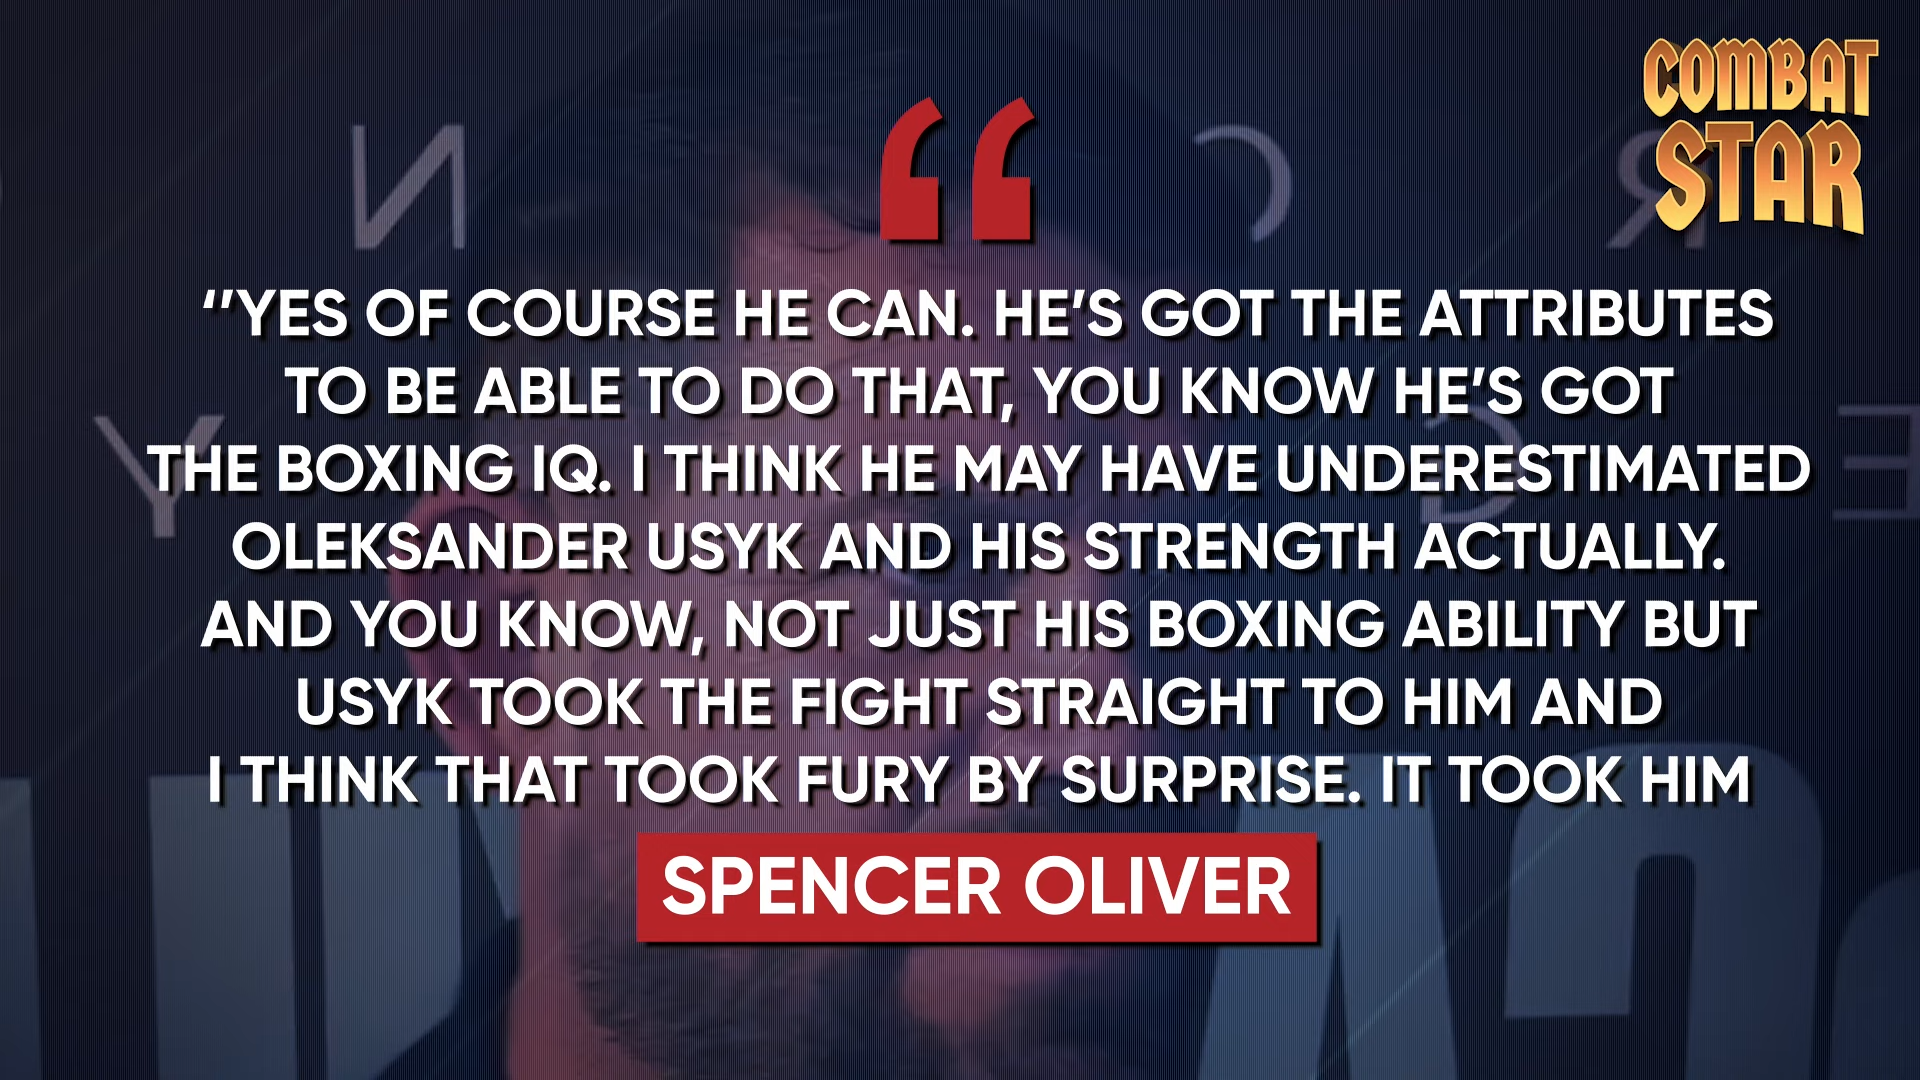 COMBAT
STAR
“
‘‘YES OF COURSE HE CAN. HE’S GOT THE ATTRIBUTES
TO BE ABLE TO DO THAT, YOU KNOW HE’S GOT
THE BOXING IQ. I THINK HE MAY HAVE UNDERESTIMATED
OLEKSANDER USYK AND HIS STRENGTH ACTUALLY.
AND YOU KNOW, NOT JUST HIS BOXING ABILITY BUT
USYK TOOK THE FIGHT STRAIGHT TO HIM AND
I THINK THAT TOOK FURY BY SURPRISE. IT TOOK HIM
SPENCER OLIVER